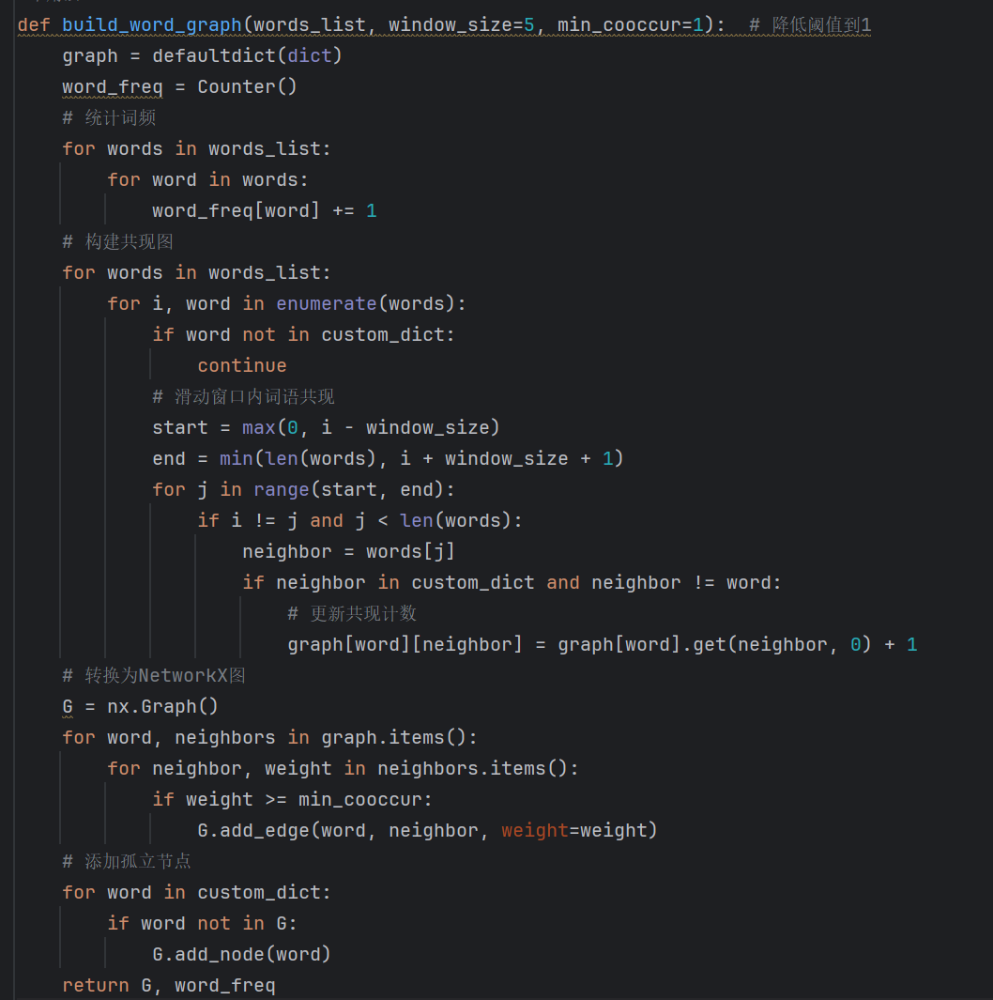 def build_word_graph(words_list, window_size=5, min_cooccur=1):  # 降低阈值到1
    graph = defaultdict(dict)
    word_freq = Counter()
    # 统计词频
    for words in words_list:
        for word in words:
            word_freq[word] += 1
    # 构建共现图
    for words in words_list:
        for i, word in enumerate(words):
            if word not in custom_dict:
                continue
            # 滑动窗口内词语共现
            start = max(0, i - window_size)
            end = min(len(words), i + window_size + 1)
            for j in range(start, end):
                if i != j and j < len(words):
                    neighbor = words[j]
                    if neighbor in custom_dict and neighbor != word:
                        # 更新共现计数
                        graph[word][neighbor] = graph[word].get(neighbor, 0) + 1
    # 转换为NetworkX图
    G = nx.Graph()
    for word, neighbors in graph.items():
        for neighbor, weight in neighbors.items():
            if weight >= min_cooccur:
                G.add_edge(word, neighbor, weight=weight)
    # 添加孤立节点
    for word in custom_dict:
        if word not in G:
            G.add_node(word)
    return G, word_freq